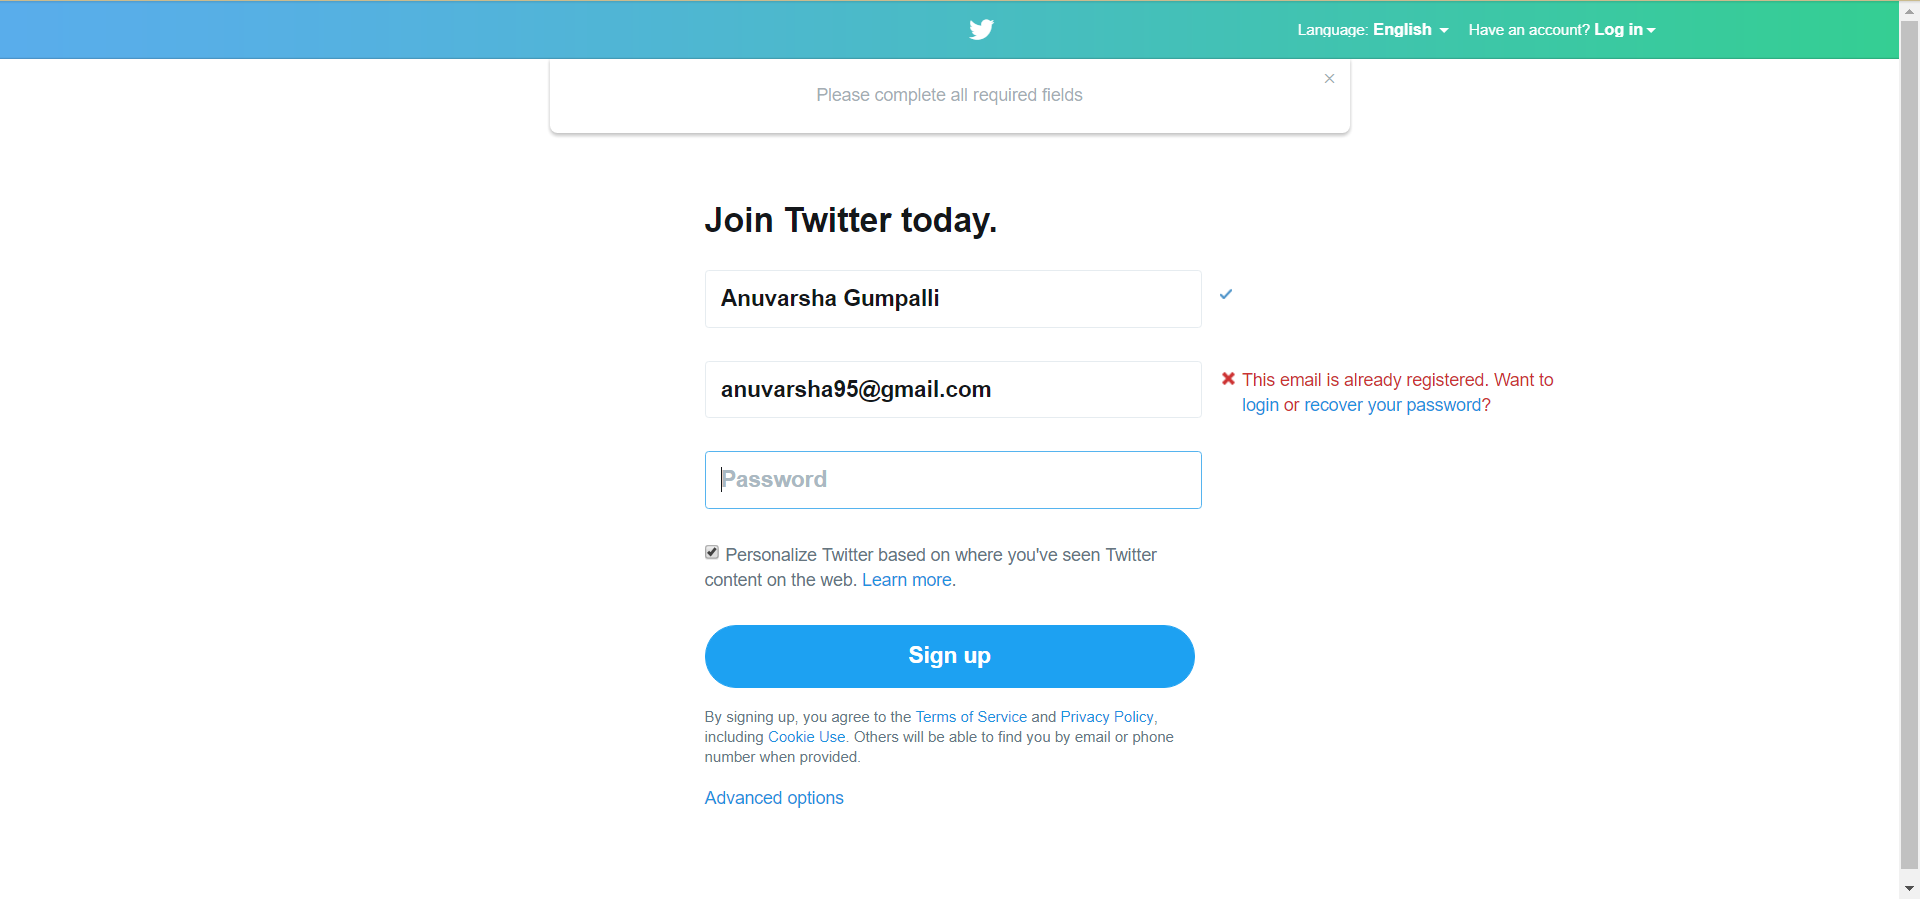 Language: English Have an account? Log in
Please complete all required fields
×
Join Twitter today.
Anuvarsha Gumpalli
anuvarsha95@gmail.com
This email is already registered. Want to
login or recover your password?
Password
Personalize Twitter based on where you've seen Twitter
content on the web. Learn more.
Sign up
By signing up, you agree to the Terms of Service and Privacy Policy,
including Cookie Use. Others will be able to find you by email or phone
number when provided.
Advanced options